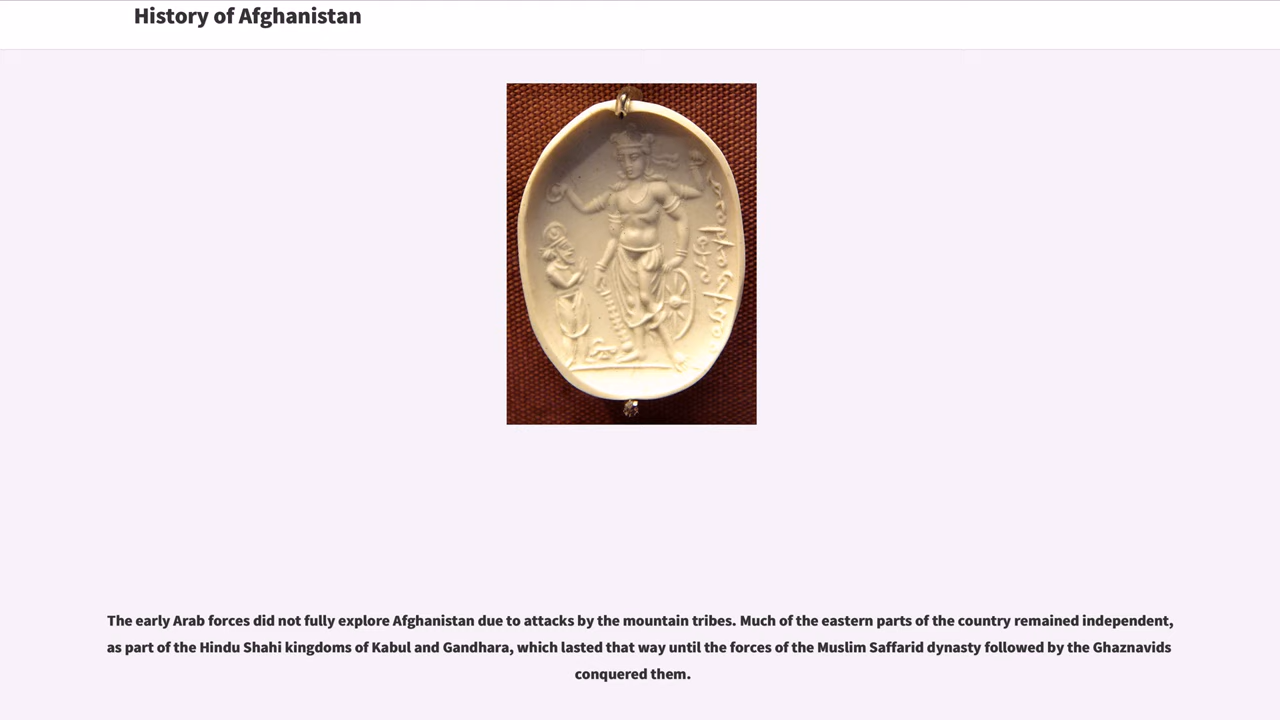 History of Afghanistan
The early Arab forces did not fully explore Afghanistan due to attacks by the mountain tribes. Much of the eastern parts of the country remained independent,
as part of the Hindu Shahi kingdoms of Kabul and Gandhara, which lasted that way until the forces of the Muslim Saffarid dynasty followed by the Ghaznavids
conquered them.